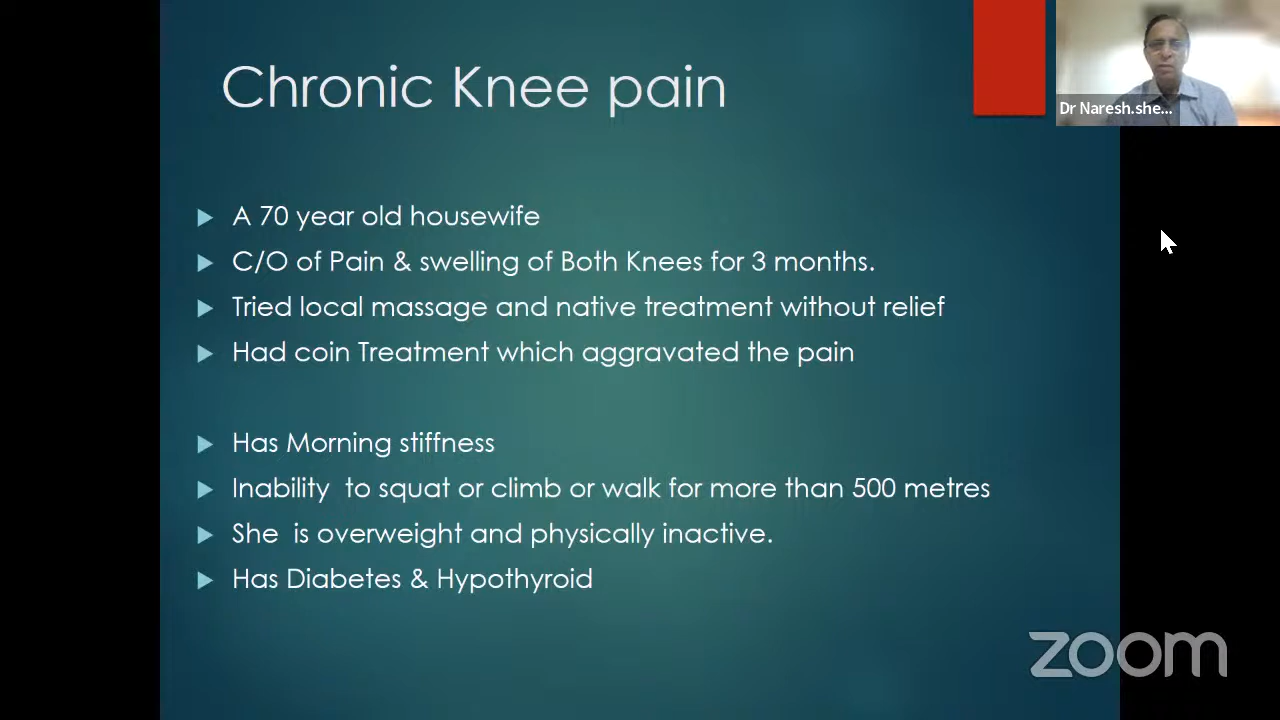 Chronic Knee pain
Dr Naresh.she...
A 70 year old housewife
C/O of Pain & swelling of Both Knees for 3 months.
Tried local massage and native treatment without relief
Had coin Treatment which aggravated the pain
Has Morning stiffness
Inability to squat or climb or walk for more than 500 metres
She is overweight and physically inactive.
Has Diabetes & Hypothyroid
zoom